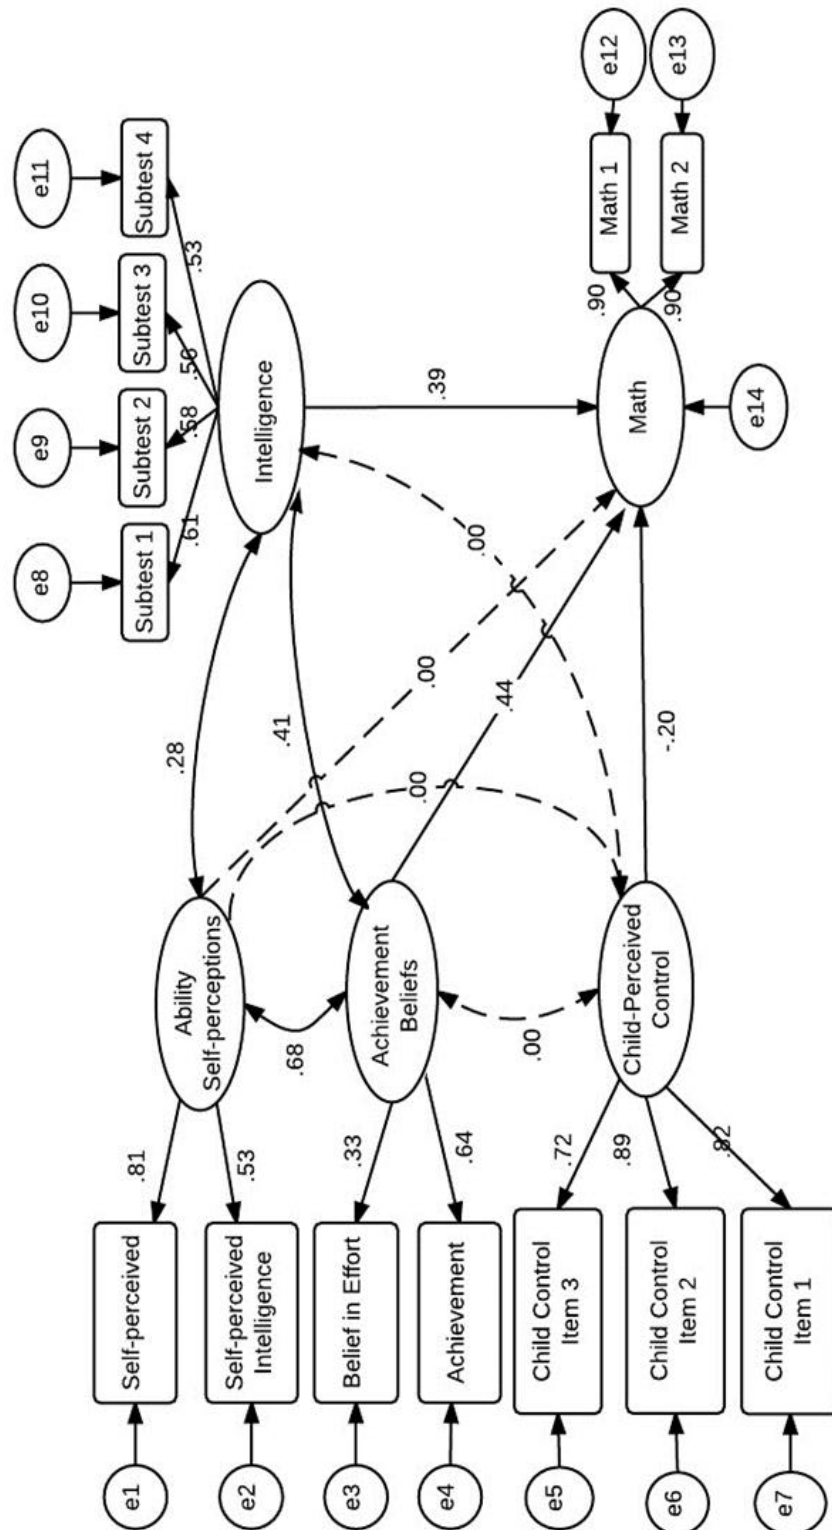 e1
Self-perceived
.81
e2
Self-perceived
Intelligence
.53
Ability
Self-perceptions
e3
Belief in Effort
.33
e4
Achievement
.64
Achievement
Beliefs
e5
Child Control
Item 3
.72
e6
Child Control
Item 2
.89
e7
Child Control
Item 1
.82
Child-Perceived
Control
.68
.00
.28
.41
.00
.00
.00
.44
-.20
e8
Subtest 1
.61
e9
Subtest 2
.58
e10
Subtest 3
.56
e11
Subtest 4
.53
Intelligence
.39
Math
e14
.90
Math 1
e12
.90
Math 2
e13